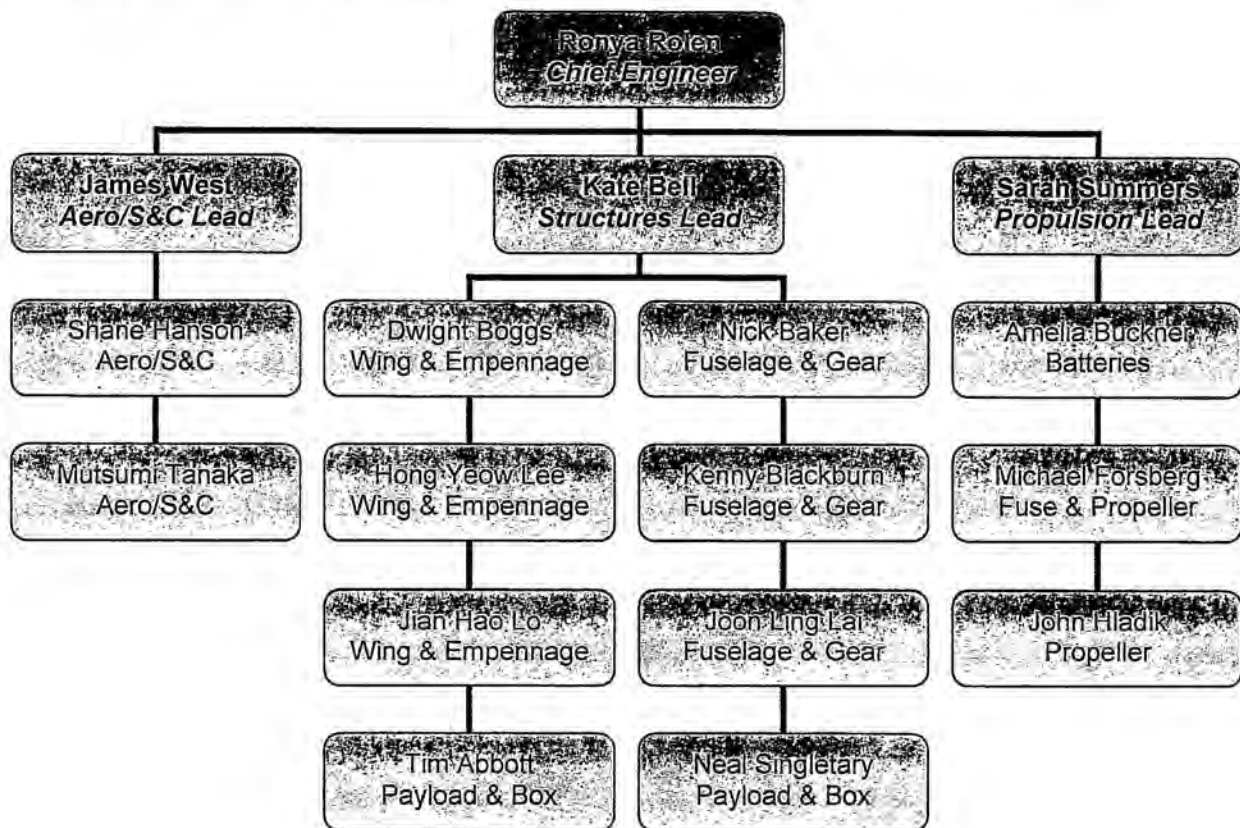 Ronya Rolen
Chief Engineer
James West
Aero/S&C Lead
Kate Bell
Structures Lead
Sarah Summers
Propulsion Lead
Shane Hanson
Aero/S&C
Dwight Boggs
Wing & Empennage
Nick Baker
Fuselage & Gear
Amelia Buckner
Batteries
Mutsumi Tanaka
Aero/S&C
Hong Yeow Lee
Wing & Empennage
Kenny Blackburn
Fuselage & Gear
Michael Forsberg
Fuse & Propeller
Jian Hao Lo
Wing & Empennage
Joon Ling Lai
Fuselage & Gear
John Hladik
Propeller
Tim Abbott
Payload & Box
Neal Singletary
Payload & Box